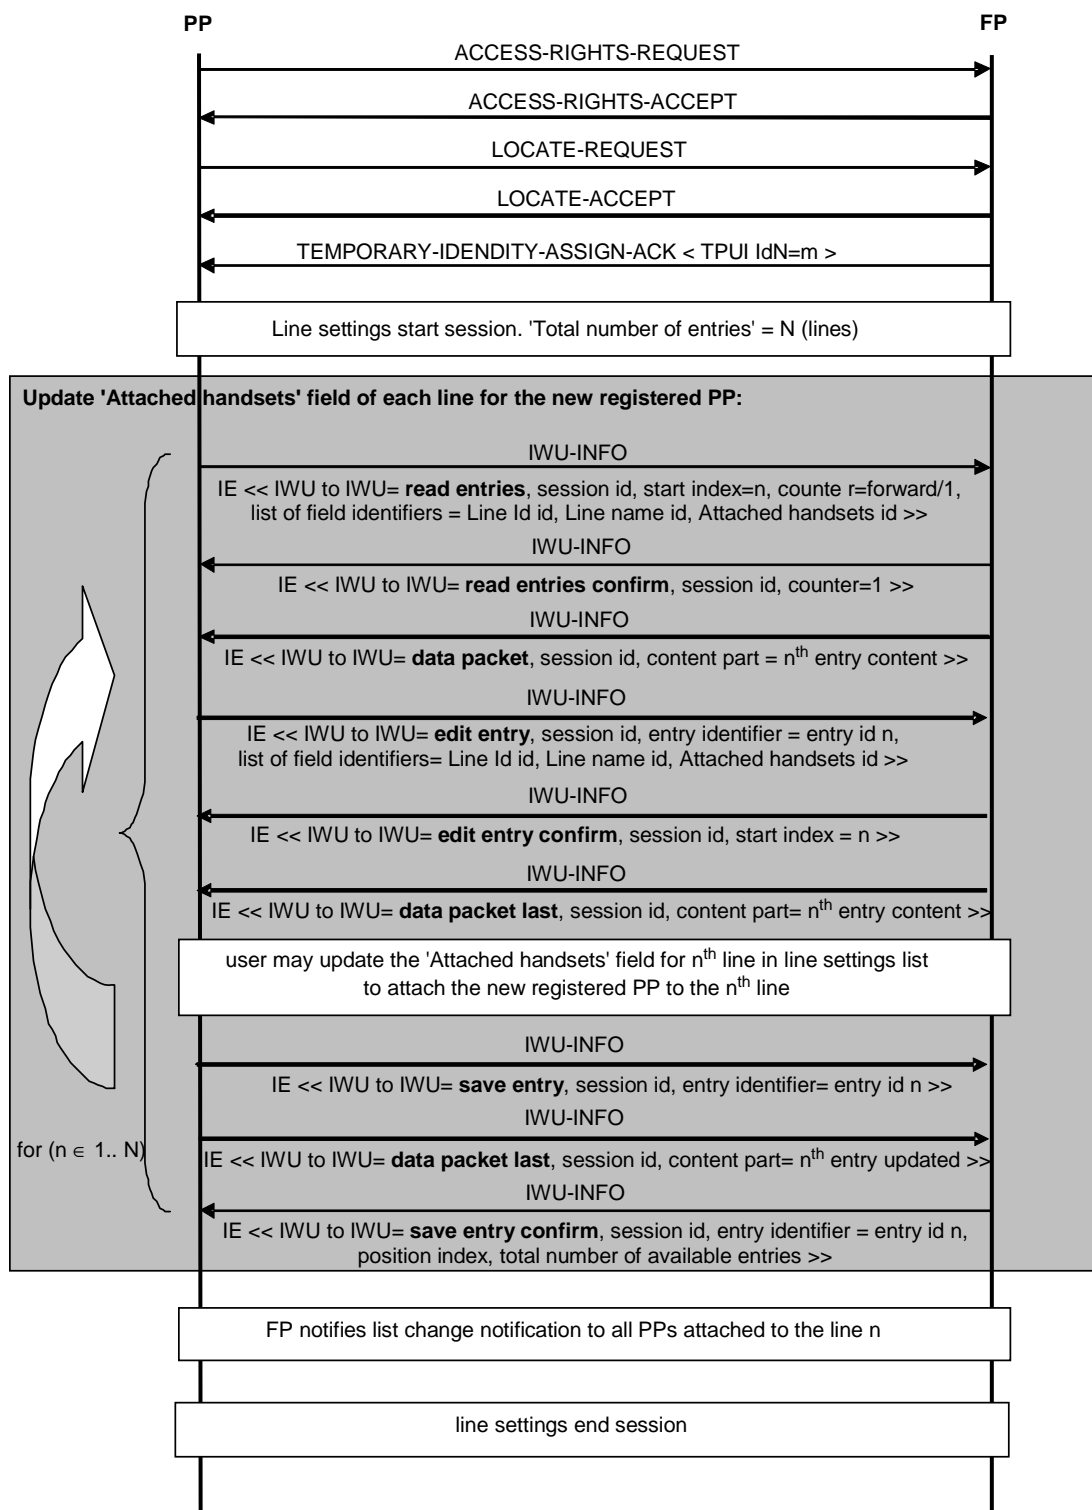 PP
FP
ACCESS-RIGHTS-REQUEST
ACCESS-RIGHTS-ACCEPT
LOCATE-REQUEST
LOCATE-ACCEPT
TEMPORARY-IDENDITY-ASSIGN-ACK < TPUI IdN=m >
Line settings start session. 'Total number of entries' = N (lines)
Update 'Attached handsets' field of each line for the new registered PP:
IWU-INFO
IE << IWU to IWU= read entries, session id, start index=n, counte r=forward/1,
list of field identifiers = Line Id id, Line name id, Attached handsets id >>
IWU-INFO
IE << IWU to IWU= read entries confirm, session id, counter=1 >>
IWU-INFO
IE << IWU to IWU= data packet, session id, content part = nth entry content >>
IWU-INFO
IE << IWU to IWU= edit entry, session id, entry identifier = entry id n,
list of field identifiers= Line Id id, Line name id, Attached handsets id >>
IWU-INFO
IE << IWU to IWU= edit entry confirm, session id, start index = n >>
IWU-INFO
IE << IWU to IWU= data packet last, session id, content part= nth entry content >>
user may update the 'Attached handsets' field for nth line in line settings list
to attach the new registered PP to the nth line
IWU-INFO
IE << IWU to IWU= save entry, session id, entry identifier= entry id n >>
IWU-INFO
for (n ∈ 1.. N)
IE << IWU to IWU= data packet last, session id, content part= nth entry updated >>
IWU-INFO
IE << IWU to IWU= save entry confirm, session id, entry identifier = entry id n,
position index, total number of available entries >>
FP notifies list change notification to all PPs attached to the line n
line settings end session